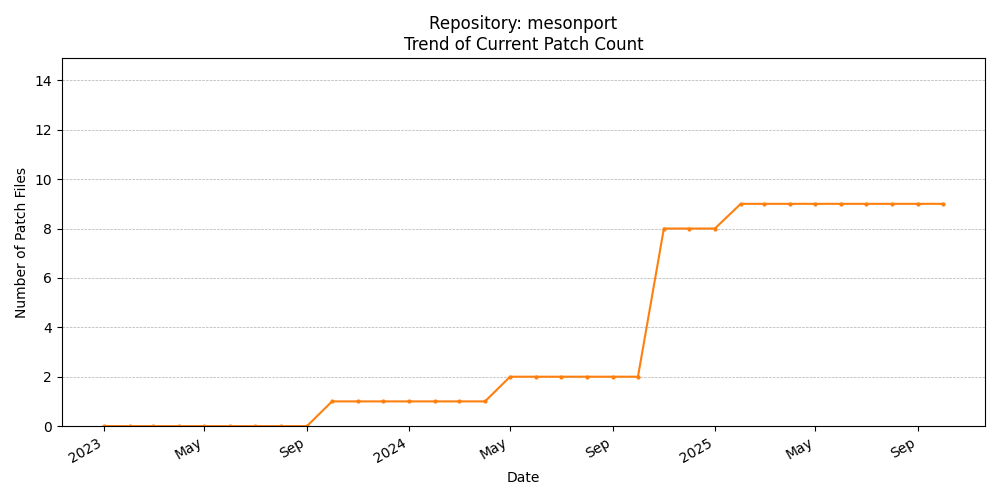 Repository: mesonport
Trend of Current Patch Count
Number of Patch Files
14
12
10
8
6
4
2
0
2023
May
Sep
2024
May
Sep
2025
May
Sep
Date